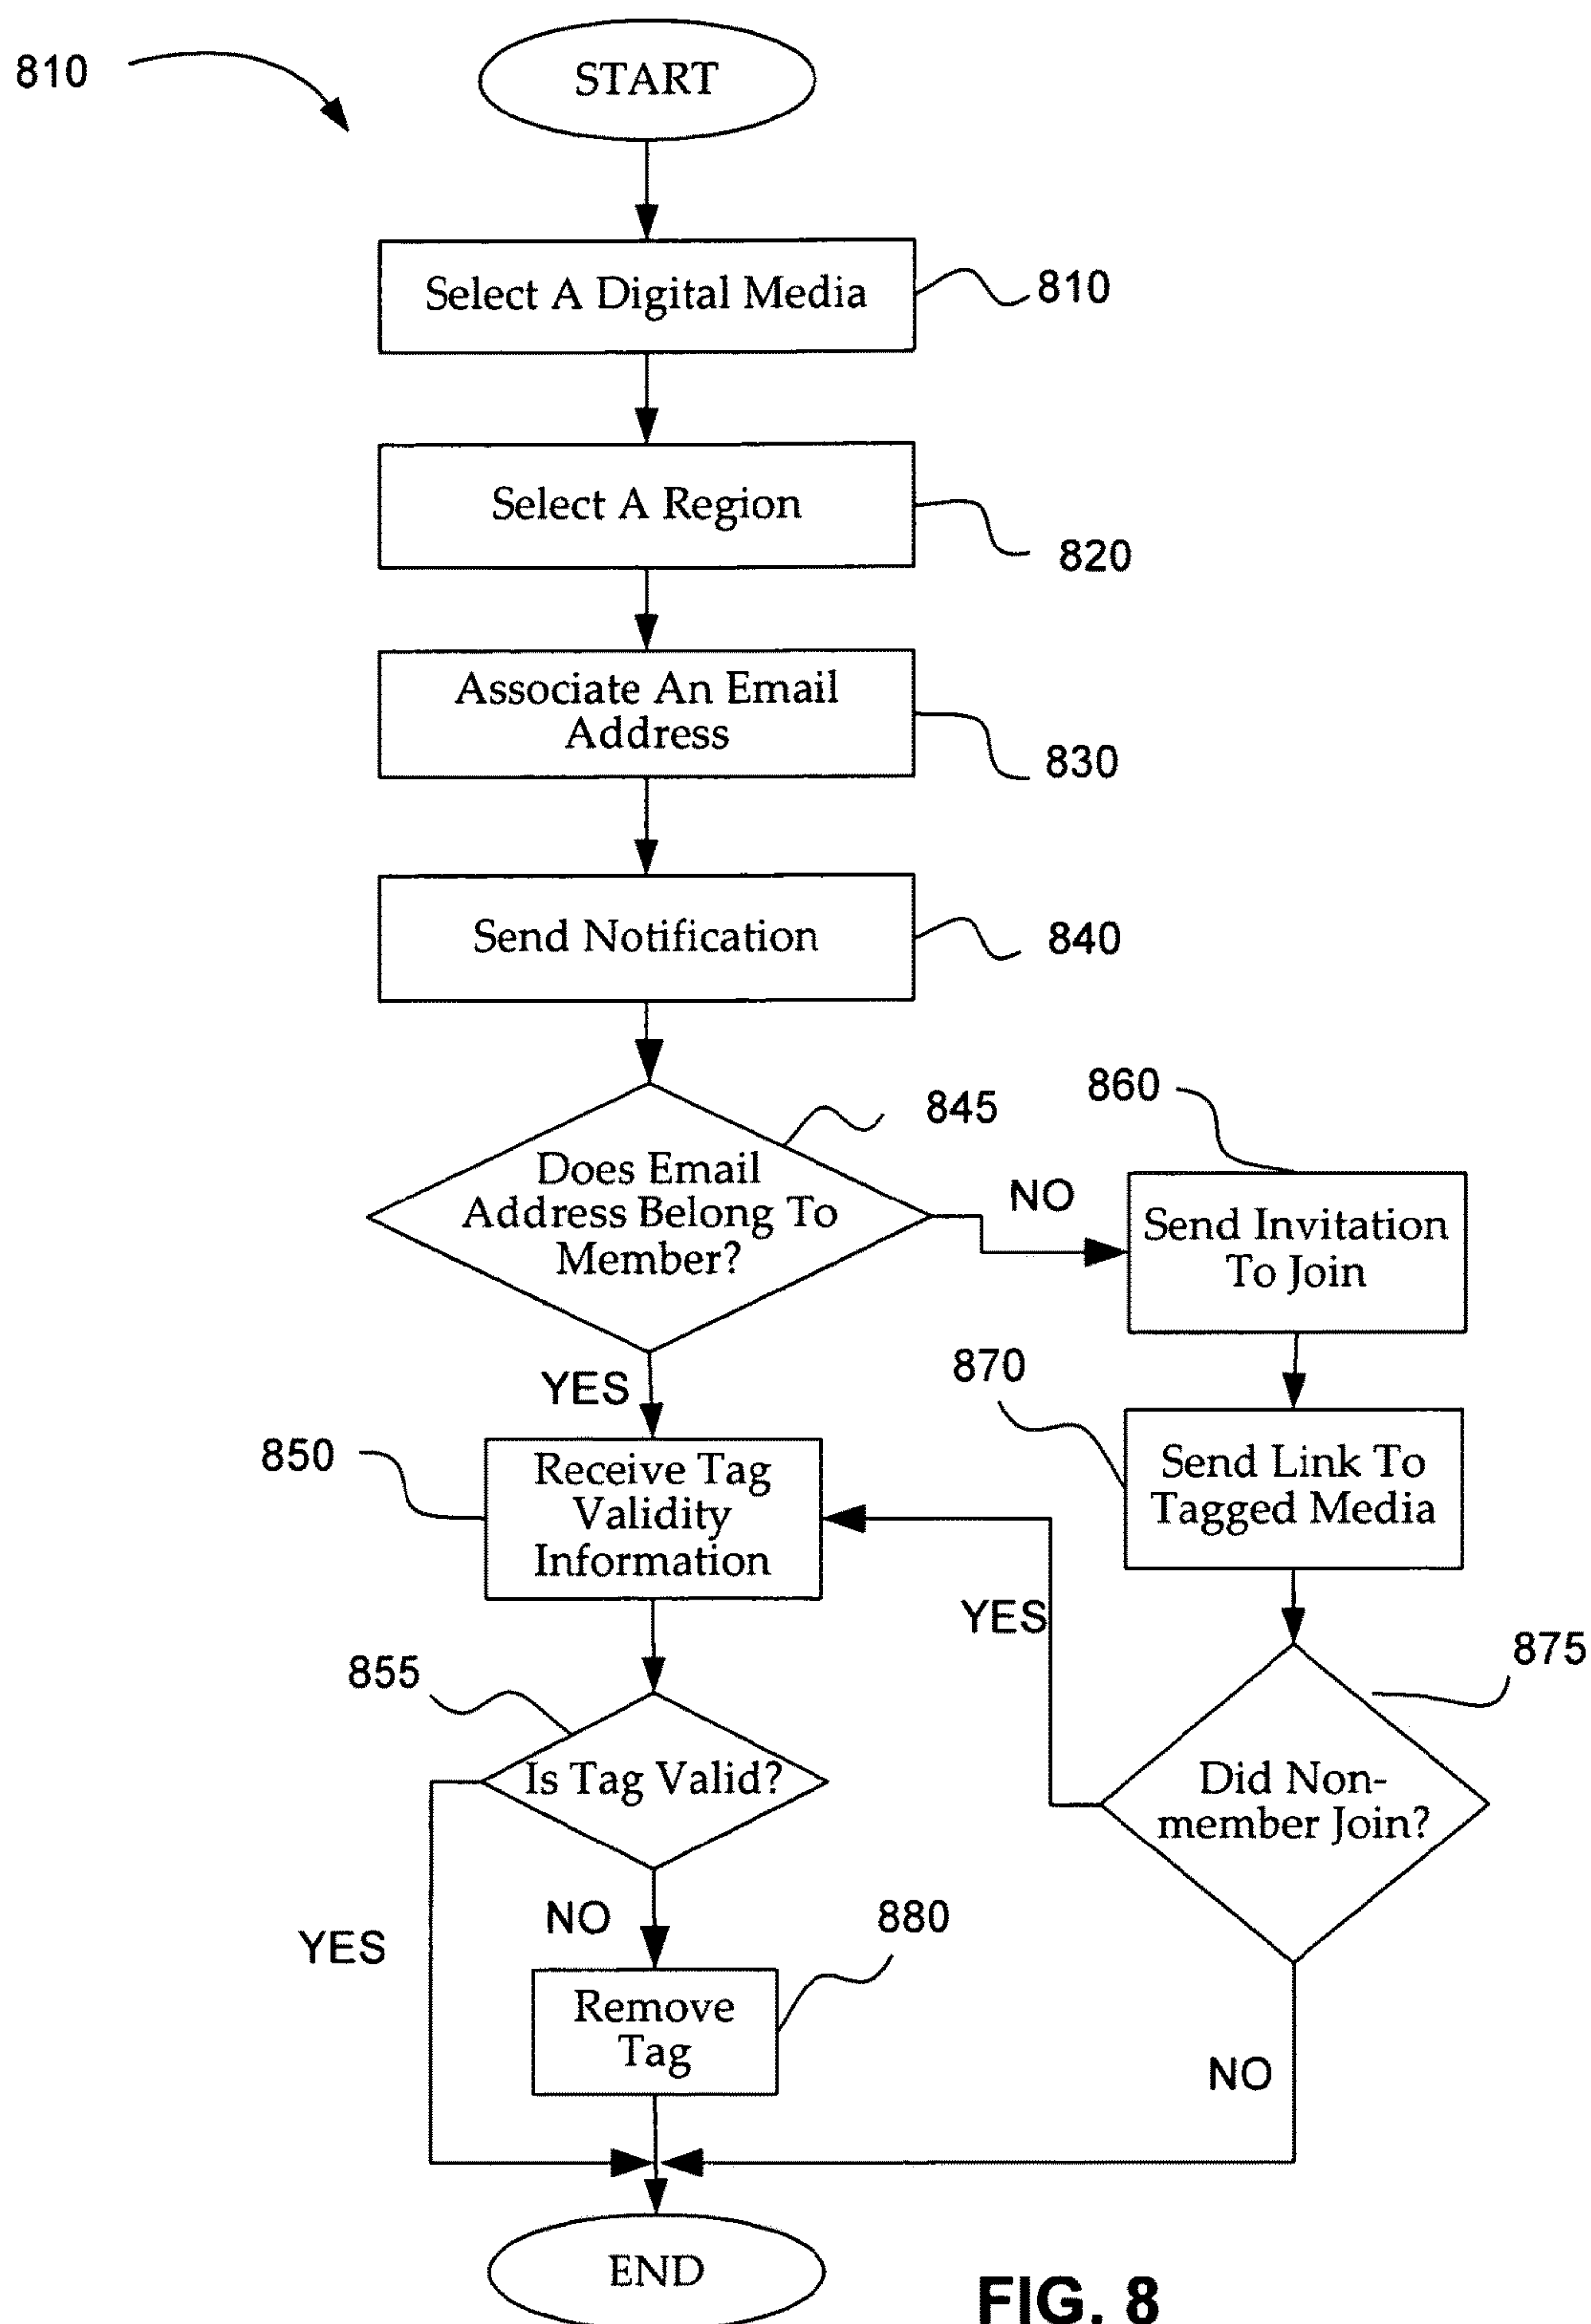 810
START
Select A Digital Media
810
Select A Region
820
Associate An Email
Address
830
Send Notification
840
Does Email
Address Belong To
Member?
845
NO
860
Send Invitation
To Join
YES
870
Send Link To
Tagged Media
850
Receive Tag
Validity
Information
YES
875
Did Non-
member Join?
855
Is Tag Valid?
YES
NO
880
Remove
Tag
NO
END
FIG. 8